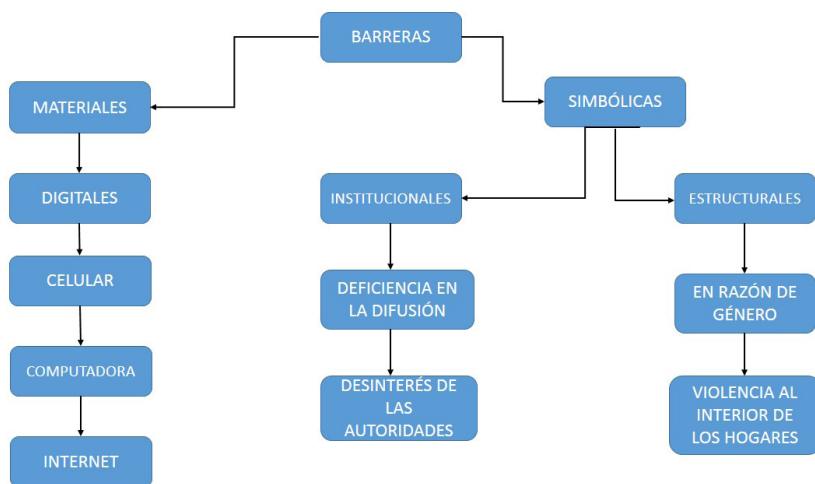 BARRERAS
MATERIALES
SIMBÓLICAS
DIGITALES
INSTITUCIONALES
ESTRUCTURALES
CELULAR
DEFICIENCIA EN
LA DIFUSIÓN
EN RAZÓN DE
GÉNERO
COMPUTADORA
DESINTERÉS DE
LAS
AUTORIDADES
VIOLENCIA AL
INTERIOR DE
LOS HOGARES
INTERNET